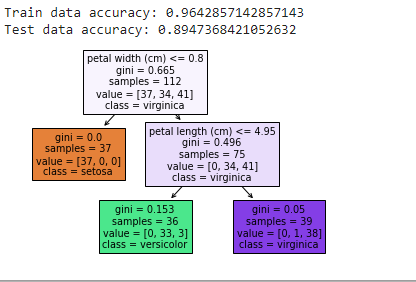 Train data accuracy: 0.9642857142857143
Test data accuracy: 0.8947368421052632
petal width (cm) <= 0.8
gini = 0.665
samples = 112
value = [37, 34, 41]
class = virginica
gini = 0.0
samples = 37
value = [37, 0, 0]
class = setosa
petal length (cm) <= 4.95
gini = 0.496
samples = 75
value = [0, 34, 41]
class = virginica
gini = 0.153
samples = 36
value = [0, 33, 3]
class = versicolor
gini = 0.05
samples = 39
value = [0, 1, 38]
class = virginica